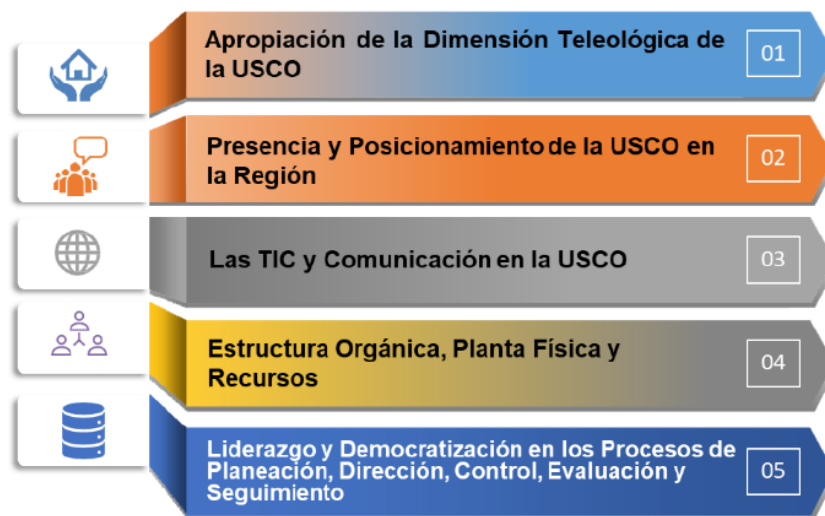 Apropiación de la Dimensión Teleológica de
la USCO
01
Presencia y Posicionamiento de la USCO en
la Región
02
Las TIC y Comunicación en la USCO
03
Estructura Orgánica, Planta Física y
Recursos
04
Liderazgo y Democratización en los Procesos de
Planeación, Dirección, Control, Evaluación y
Seguimiento
05